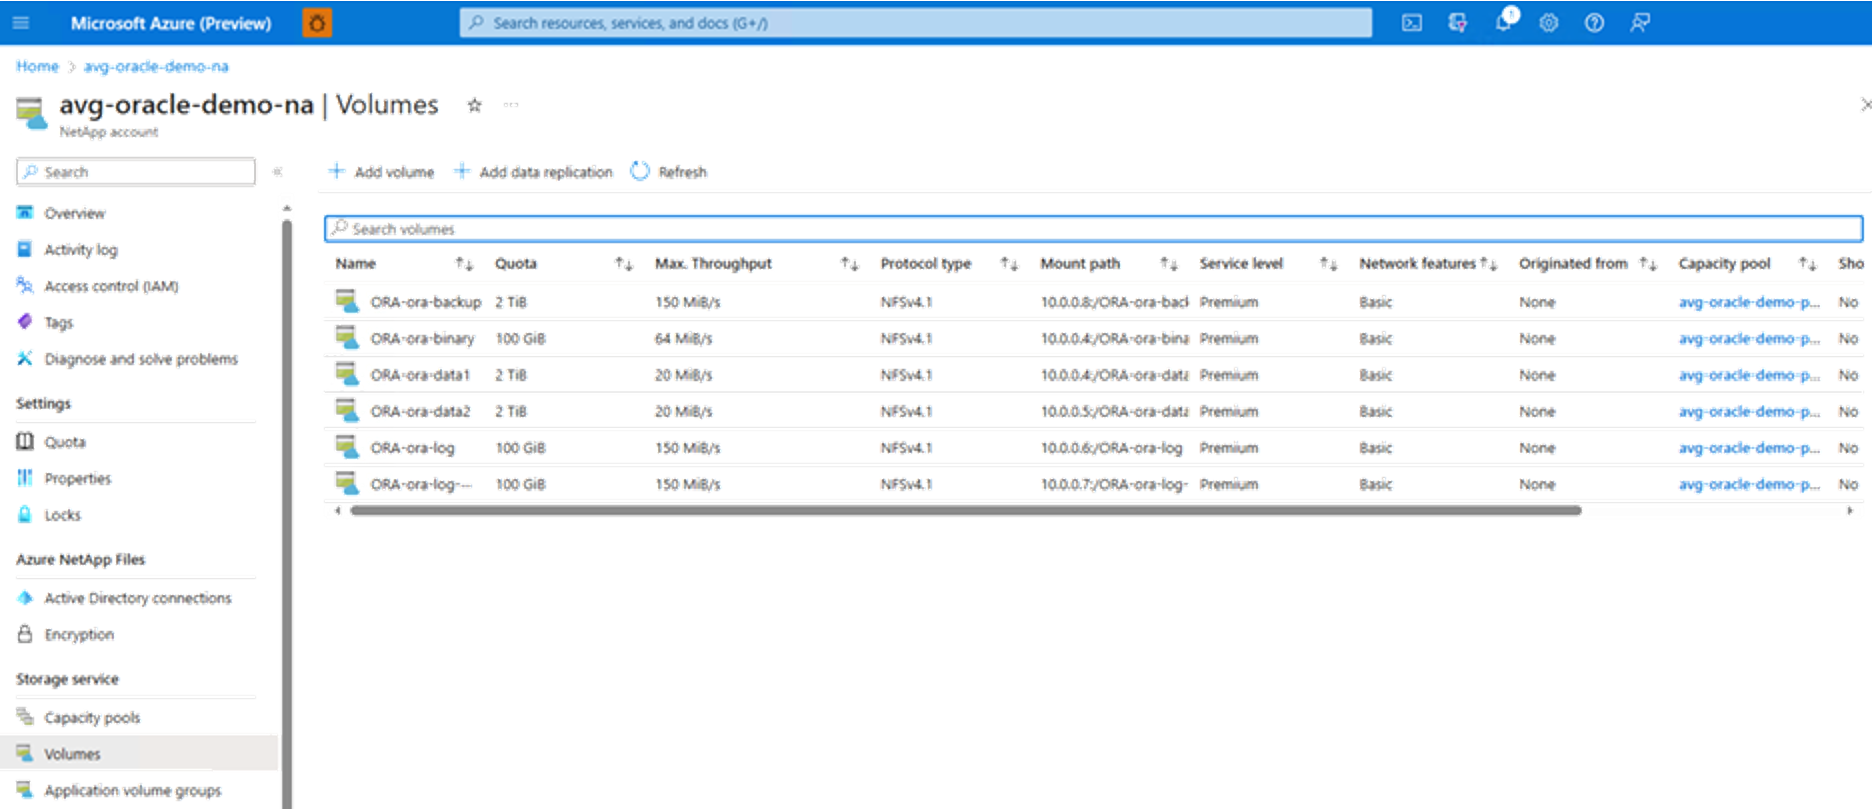 Microsoft Azure (Preview)
Search resources, services, and docs (G+/)
1
Home > avg-oracle-demo-na
avg-oracle-demo-na | Volumes
NetApp account
Search
Overview
Activity log
Access control (IAM)
Tags
Diagnose and solve problems
Settings
Quota
Properties
Locks
Azure NetApp Files
Active Directory connections
Encryption
Storage service
Capacity pools
Volumes
Application volume groups
Add volume Add data replication Refresh
Search volumes
Name Quota Max. Throughput Protocol type Mount path Service level Network features Originated from Capacity pool Sho
ORA-ora-backup 2 TiB 150 MiB/s NFSv4.1 10.0.0.8:/ORA-ora-back Premium Basic None avg-oracle-demo-p... No
ORA-ora-binary 100 GiB 64 MiB/s NFSv4.1 10.0.0.4:/ORA-ora-bina Premium Basic None avg-oracle-demo-p... No
ORA-ora-data1 2 TiB 20 MiB/s NFSv4.1 10.0.0.4:/ORA-ora-data Premium Basic None avg-oracle-demo-p... No
ORA-ora-data2 2 TiB 20 MiB/s NFSv4.1 10.0.0.5:/ORA-ora-data Premium Basic None avg-oracle-demo-p... No
ORA-ora-log 100 GiB 150 MiB/s NFSv4.1 10.0.0.6:/ORA-ora-log Premium Basic None avg-oracle-demo-p... No
ORA-ora-log-... 100 GiB 150 MiB/s NFSv4.1 10.0.0.7:/ORA-ora-log- Premium Basic None avg-oracle-demo-p... No